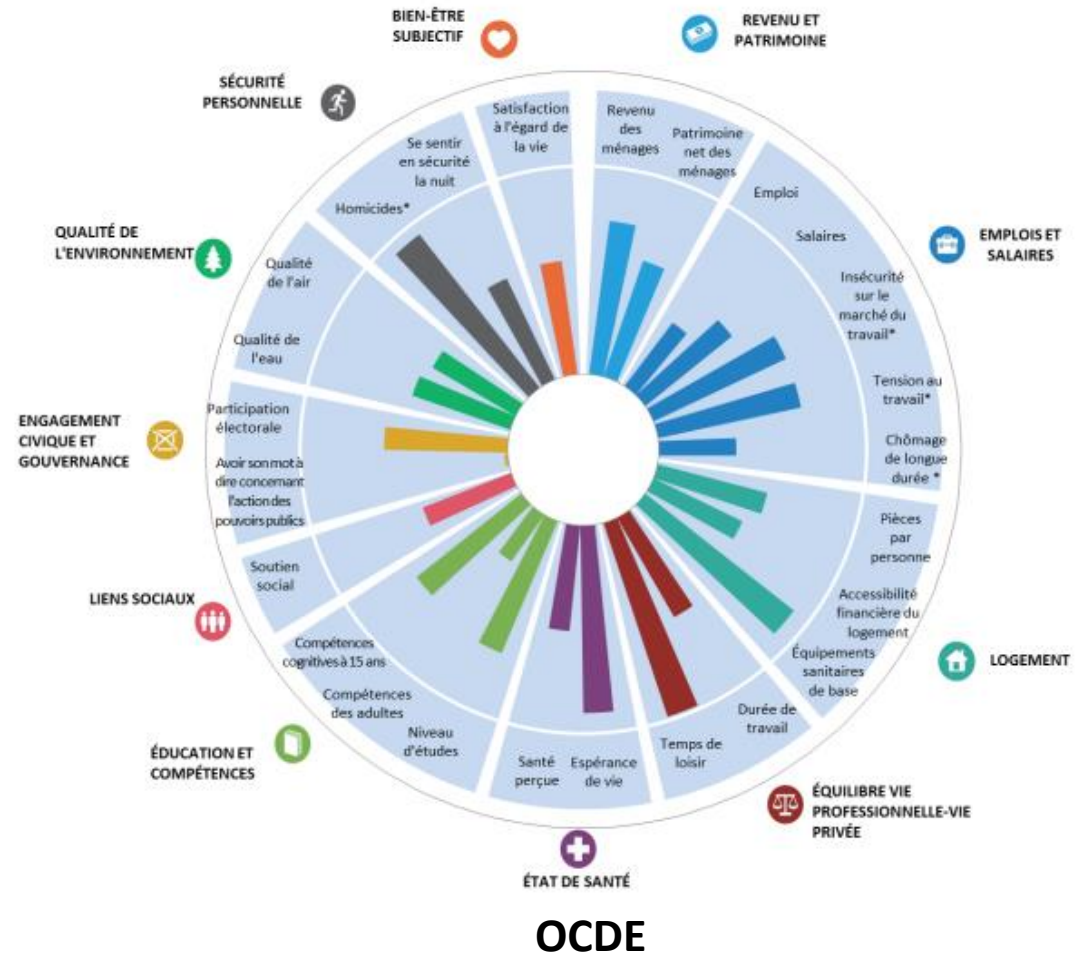 BIEN-ÊTRE
SUBJECTIF
REVENU ET
PATRIMOINE
SÉCURITÉ
PERSONNELLE
Satisfaction
à l'égard de
la vie
Revenu
des
ménages
Patrimoine
net des
ménages
Se sentir
en sécurité
la nuit
Homicides*
Emploi
Salaires
Insécurité
sur le
marché du
travail*
Tension au
travail*
Chômage
de longue
durée *
EMPLOIS ET
SALAIRES
QUALITÉ DE
L'ENVIRONNEMENT
Qualité
de l'air
Qualité de
l'eau
ENGAGEMENT
CIVIQUE ET
GOUVERNANCE
Participation
électorale
Avoir son mot à
dire concernant
l'action des
pouvoirs publics
Pièces
par
personne
Accessibilité
financière du
logement
Équipements
sanitaires
de base
LOGEMENT
LIENS SOCIAUX
Soutien
social
Compétences
cognitives à 15 ans
Compétences
des adultes
Niveau
d'études
ÉDUCATION ET
COMPÉTENCES
Santé
perçue
Espérance
de vie
Temps de
loisir
Durée de
travail
ÉQUILIBRE VIE
PROFESSIONNELLE-VIE
PRIVÉE
ÉTAT DE SANTÉ
OCDE